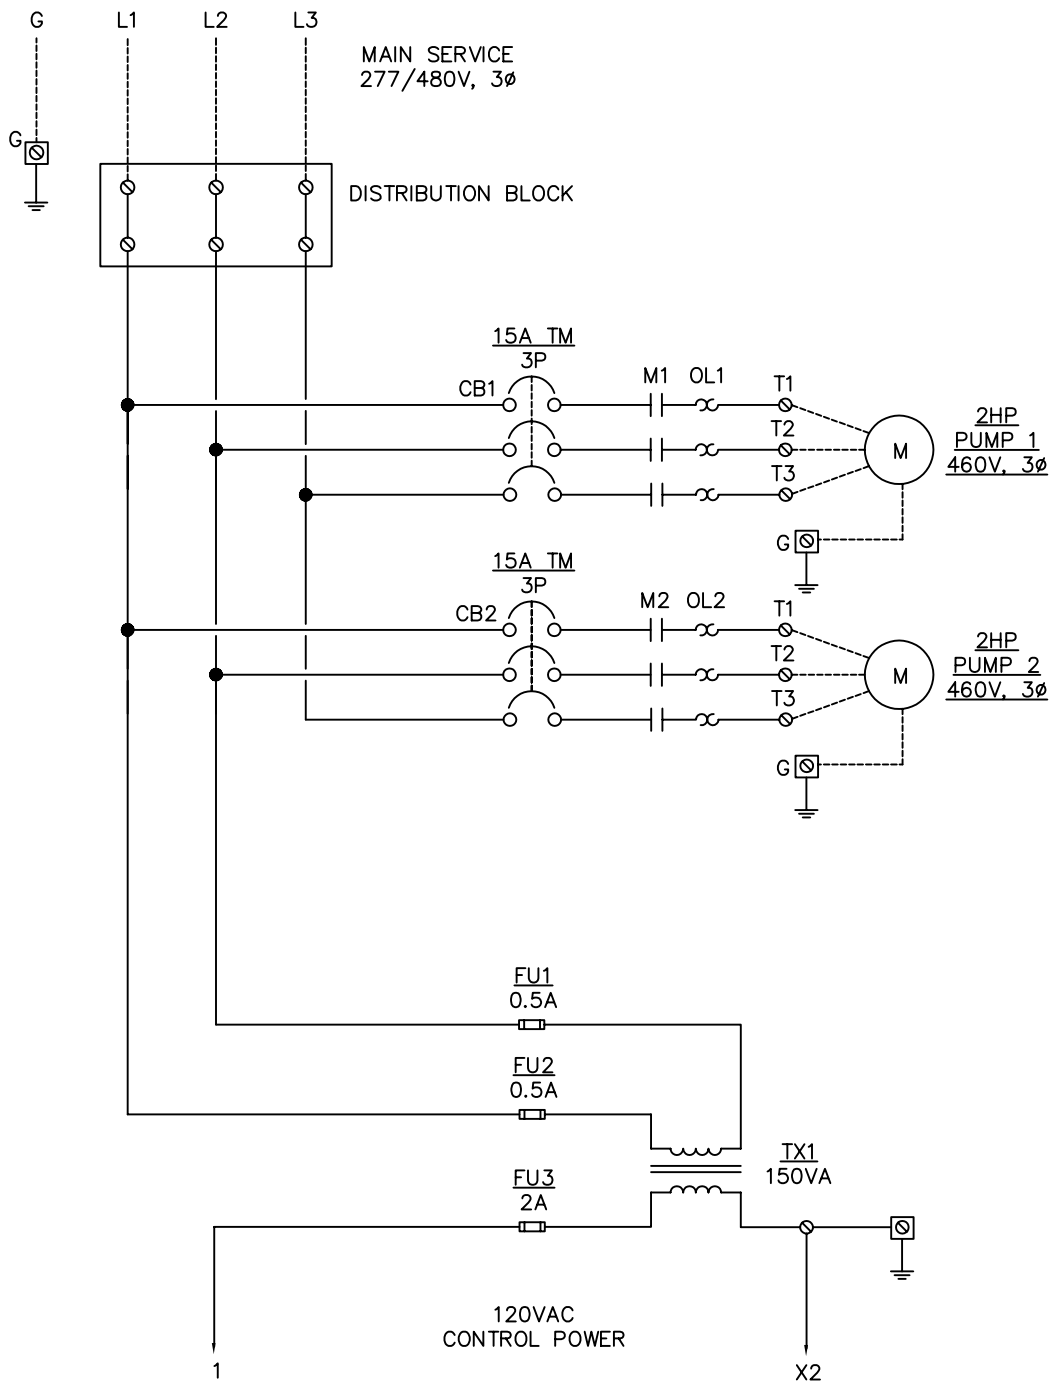 G L1 L2 L3
MAIN SERVICE
277/480V, 3ø
G
DISTRIBUTION BLOCK
15A TM
3P
CB1 M1 OL1 T1
T2
T3
M
2HP
PUMP 1
460V, 3ø
G
15A TM
3P
CB2 M2 OL2 T1
T2
T3
M
2HP
PUMP 2
460V, 3ø
G
FU1
0.5A
FU2
0.5A
TX1
150VA
FU3
2A
120VAC
CONTROL POWER
1 X2